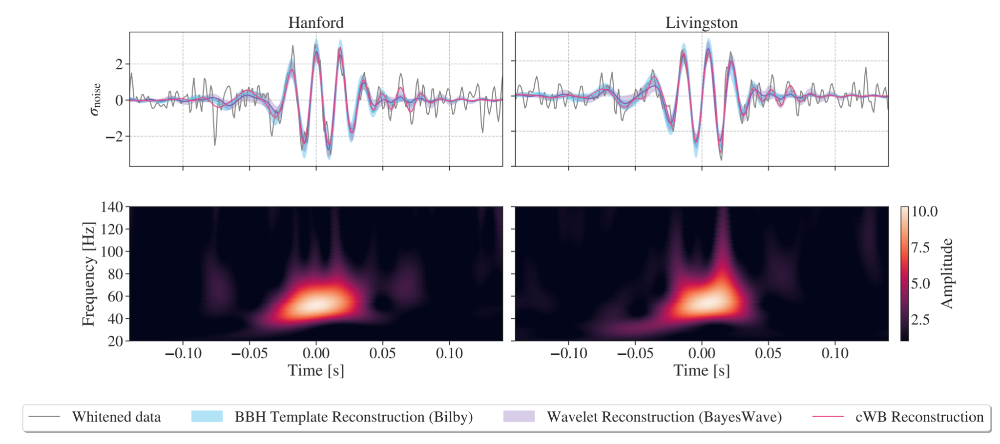 Hanford
Livingston
σnoise
2
0
−2
Frequency [Hz]
140
120
100
80
60
40
20
−0.10 −0.05 0.00 0.05 0.10
Time [s]
−0.10 −0.05 0.00 0.05 0.10
Time [s]
10.0
7.5
5.0
2.5
Amplitude
Whitened data
BBH Template Reconstruction (Bilby)
Wavelet Reconstruction (BayesWave)
cWB Reconstruction